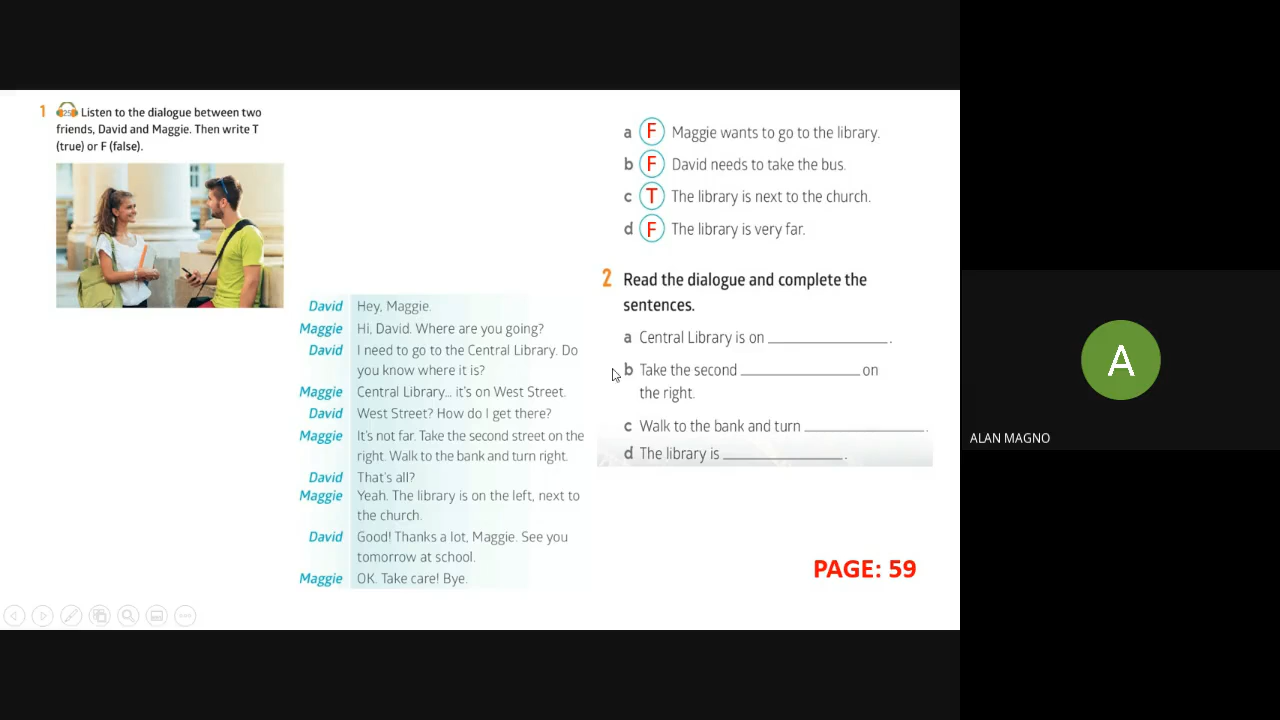 1 25 Listen to the dialogue between two
friends, David and Maggie. Then write T
(true) or F (false).
David Hey, Maggie.
Maggie Hi, David. Where are you going?
David I need to go to the Central Library. Do
you know where it is?
Maggie Central Library... it's on West Street.
David West Street? How do I get there?
Maggie It's not far. Take the second street on the
right. Walk to the bank and turn right.
David That's all?
Maggie Yeah. The library is on the left, next to
the church.
David Good! Thanks a lot, Maggie. See you
tomorrow at school.
Maggie OK. Take care! Bye.
a F Maggie wants to go to the library.
b F David needs to take the bus.
c T The library is next to the church.
d F The library is very far.
2 Read the dialogue and complete the
sentences.
a Central Library is on ____________.
b Take the second ____________ on
the right.
c Walk to the bank and turn ____________.
d The library is ____________.
PAGE: 59
A
ALAN MAGNO